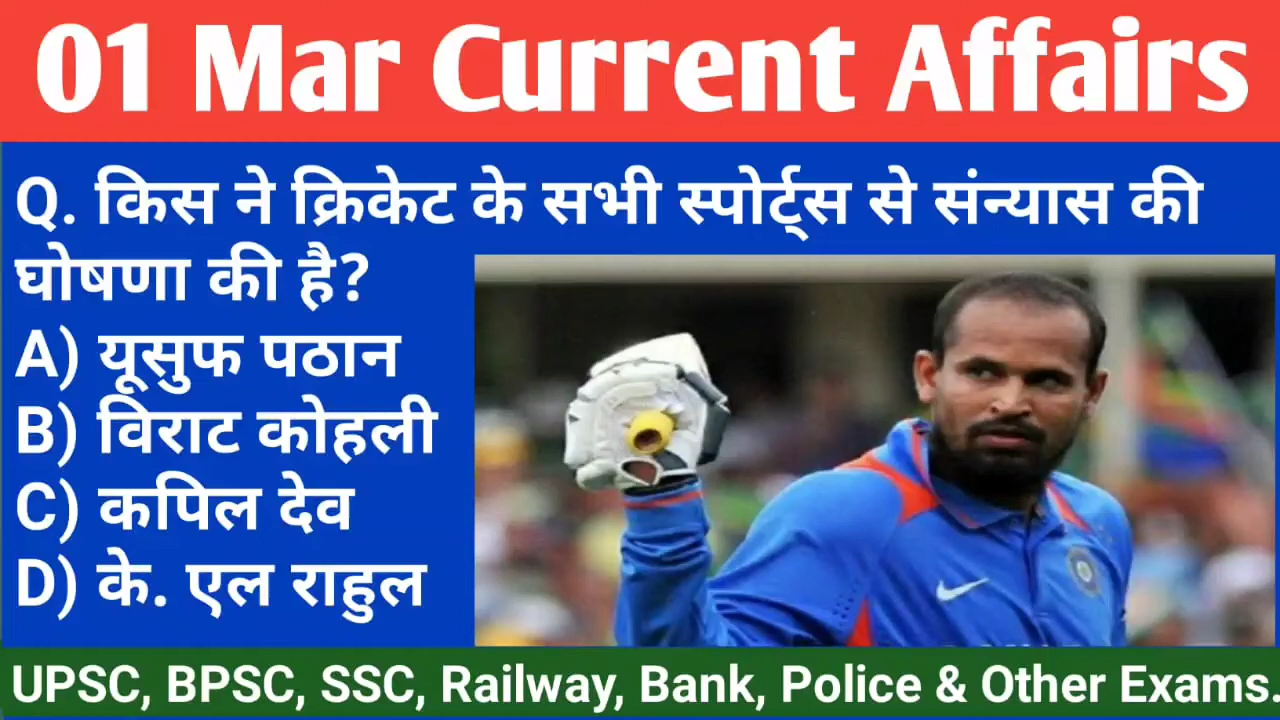 01 Mar Current Affairs
Q. किस ने क्रिकेट के सभी स्पोर्ट्स से संन्यास की
घोषणा की है?
A) यूसुफ पठान
B) विराट कोहली
C) कपिल देव
D) के. एल राहुल
UPSC, BPSC, SSC, Railway, Bank, Police & Other Exams.